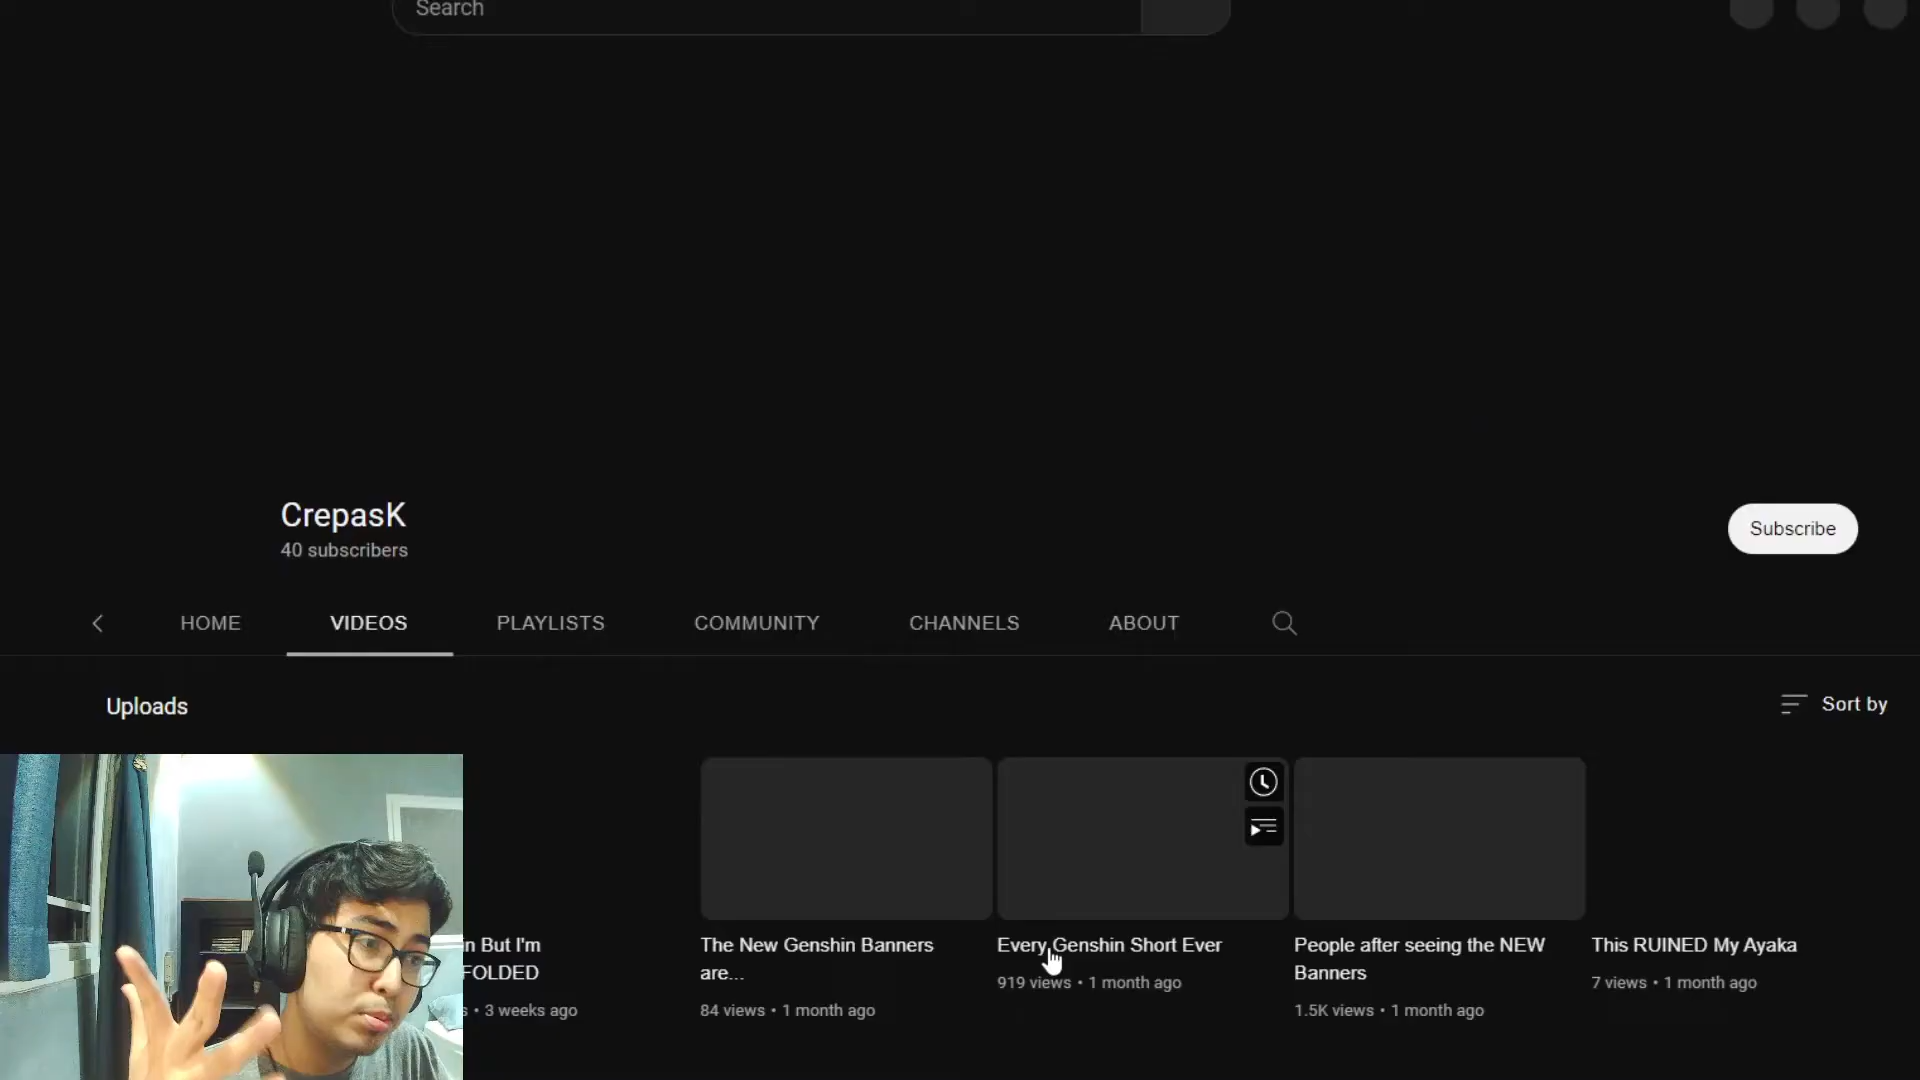 Search
CrepasK
40 subscribers
Subscribe
HOME
VIDEOS
PLAYLISTS
COMMUNITY
CHANNELS
ABOUT
Uploads
Sort by
in But I'm
FOLDED
s • 3 weeks ago
The New Genshin Banners
are...
84 views • 1 month ago
Every Genshin Short Ever
919 views • 1 month ago
People after seeing the NEW
Banners
1.5K views • 1 month ago
This RUINED My Ayaka
7 views • 1 month ago